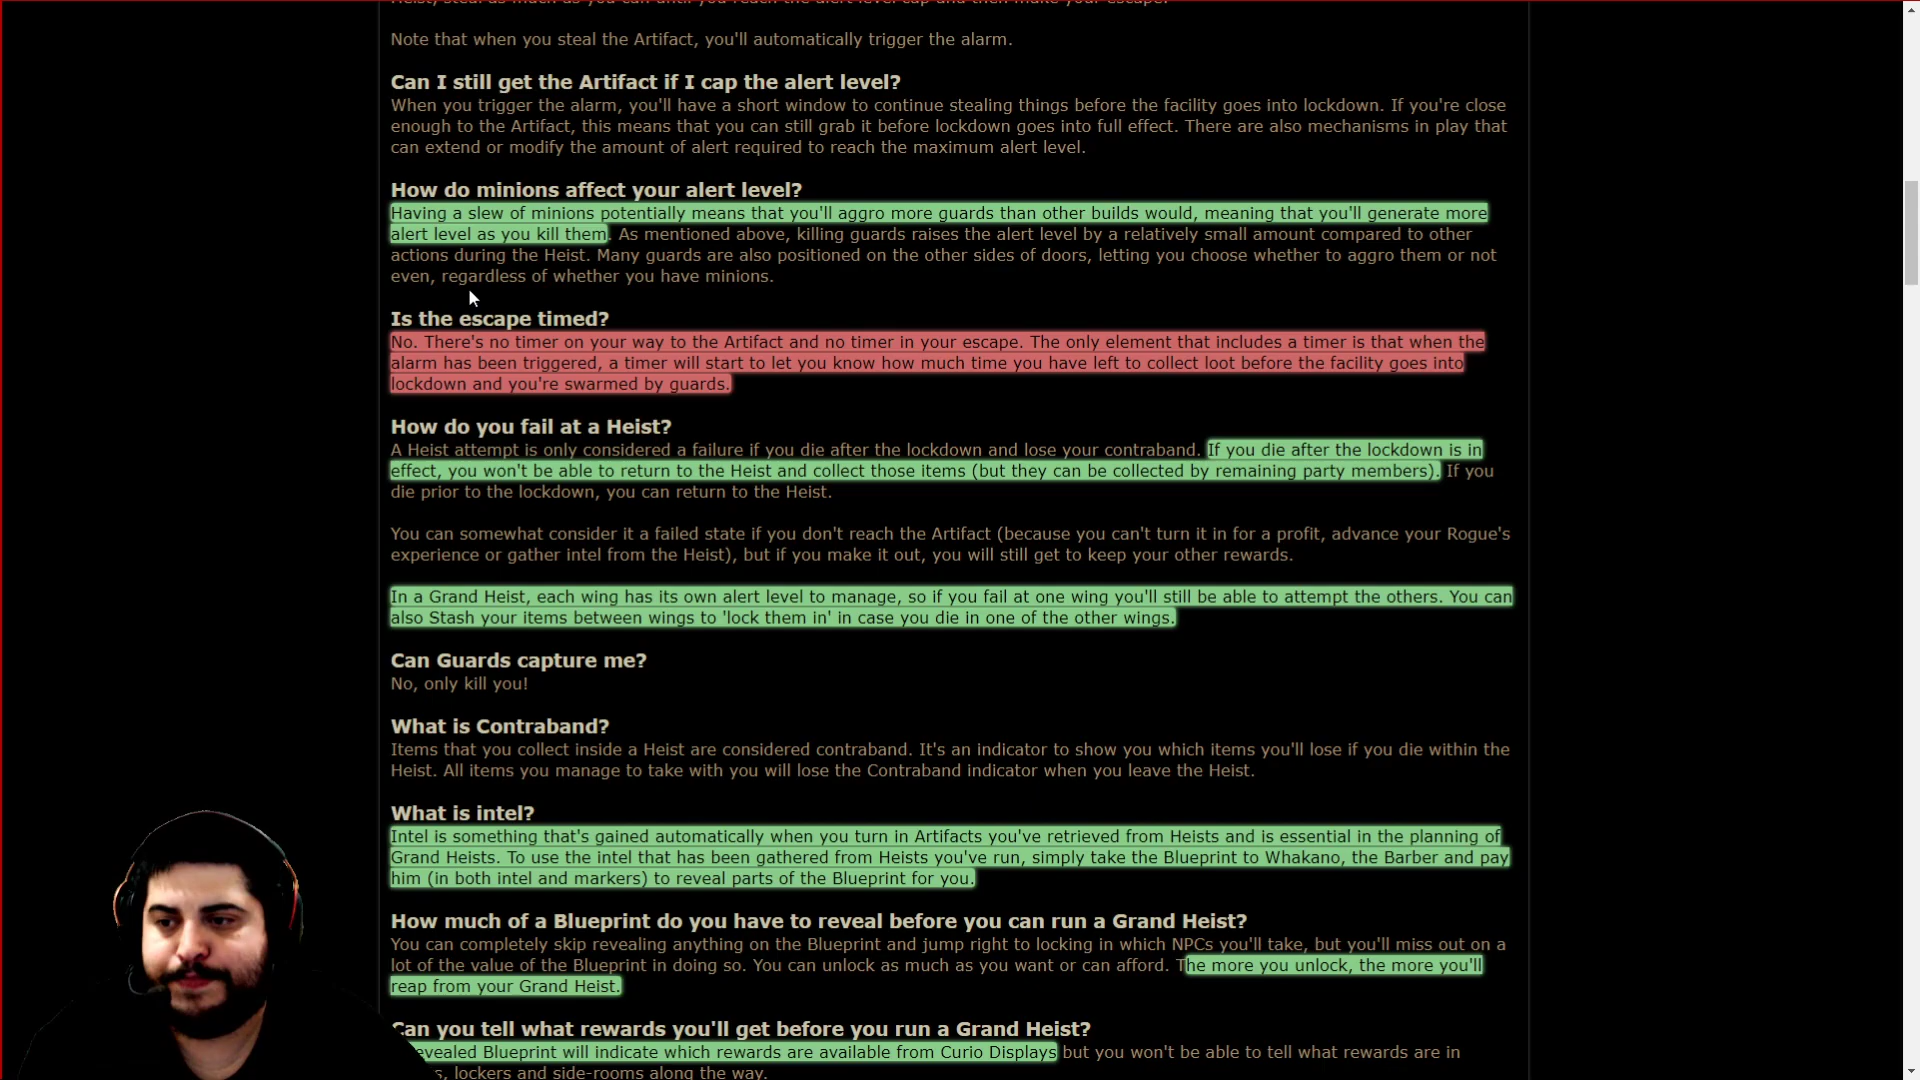 Note that when you steal the Artifact, you'll automatically trigger the alarm.
Can I still get the Artifact if I cap the alert level?
When you trigger the alarm, you'll have a short window to continue stealing things before the facility goes into lockdown. If you're close
enough to the Artifact, this means that you can still grab it before lockdown goes into full effect. There are also mechanisms in play that
can extend or modify the amount of alert required to reach the maximum alert level.
How do minions affect your alert level?
Having a slew of minions potentially means that you'll aggro more guards than other builds would, meaning that you'll generate more
alert level as you kill them. As mentioned above, killing guards raises the alert level by a relatively small amount compared to other
actions during the Heist. Many guards are also positioned on the other sides of doors, letting you choose whether to aggro them or not
even, regardless of whether you have minions.
Is the escape timed?
No. There's no timer on your way to the Artifact and no timer in your escape. The only element that includes a timer is that when the
alarm has been triggered, a timer will start to let you know how much time you have left to collect loot before the facility goes into
lockdown and you're swarmed by guards.
How do you fail at a Heist?
A Heist attempt is only considered a failure if you die after the lockdown and lose your contraband. If you die after the lockdown is in
effect, you won't be able to return to the Heist and collect those items (but they can be collected by remaining party members). If you
die prior to the lockdown, you can return to the Heist.
You can somewhat consider it a failed state if you don't reach the Artifact (because you can't turn it in for a profit, advance your Rogue's
experience or gather intel from the Heist), but if you make it out, you will still get to keep your other rewards.
In a Grand Heist, each wing has its own alert level to manage, so if you fail at one wing you'll still be able to attempt the others. You can
also Stash your items between wings to 'lock them in' in case you die in one of the other wings.
Can Guards capture me?
No, only kill you!
What is Contraband?
Items that you collect inside a Heist are considered contraband. It's an indicator to show you which items you'll lose if you die within the
Heist. All items you manage to take with you will lose the Contraband indicator when you leave the Heist.
What is intel?
Intel is something that's gained automatically when you turn in Artifacts you've retrieved from Heists and is essential in the planning of
Grand Heists. To use the intel that has been gathered from Heists you've run, simply take the Blueprint to Whakano, the Barber and pay
him (in both intel and markers) to reveal parts of the Blueprint for you.
How much of a Blueprint do you have to reveal before you can run a Grand Heist?
You can completely skip revealing anything on the Blueprint and jump right to locking in which NPCs you'll take, but you'll miss out on a
lot of the value of the Blueprint in doing so. You can unlock as much as you want or can afford. The more you unlock, the more you'll
reap from your Grand Heist.
Can you tell what rewards you'll get before you run a Grand Heist?
Blueprint will indicate which rewards are available from Curio Displays but you won't be able to tell what rewards are in
lockers and side-rooms along the way.